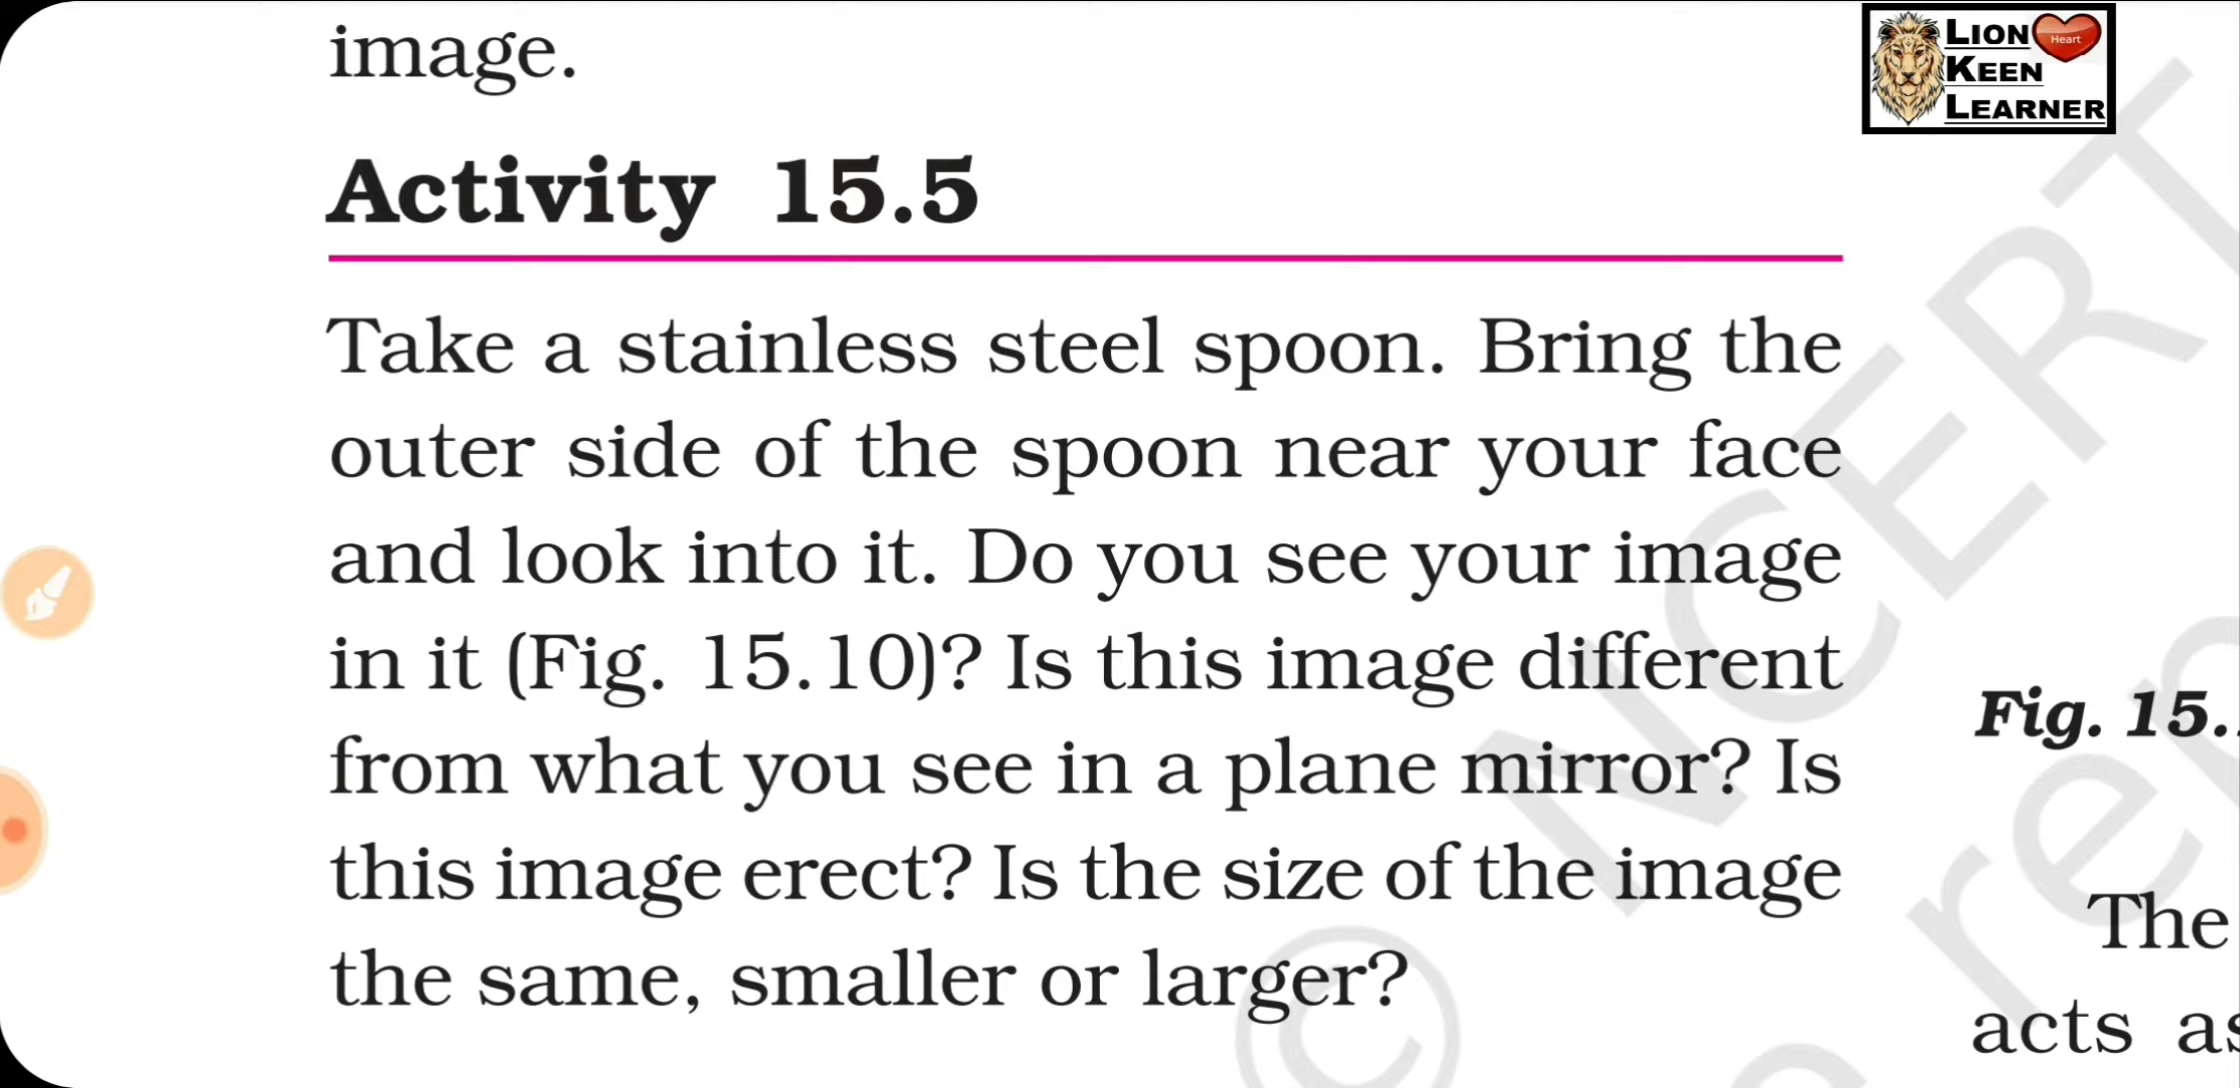 image.
LION Heart
KEEN
LEARNER
Activity 15.5
Take a stainless steel spoon. Bring the
outer side of the spoon near your face
and look into it. Do you see your image
in it (Fig. 15.10)? Is this image different
from what you see in a plane mirror? Is
this image erect? Is the size of the image
the same, smaller or larger?
Fig. 15.
The
acts as
© NCERT